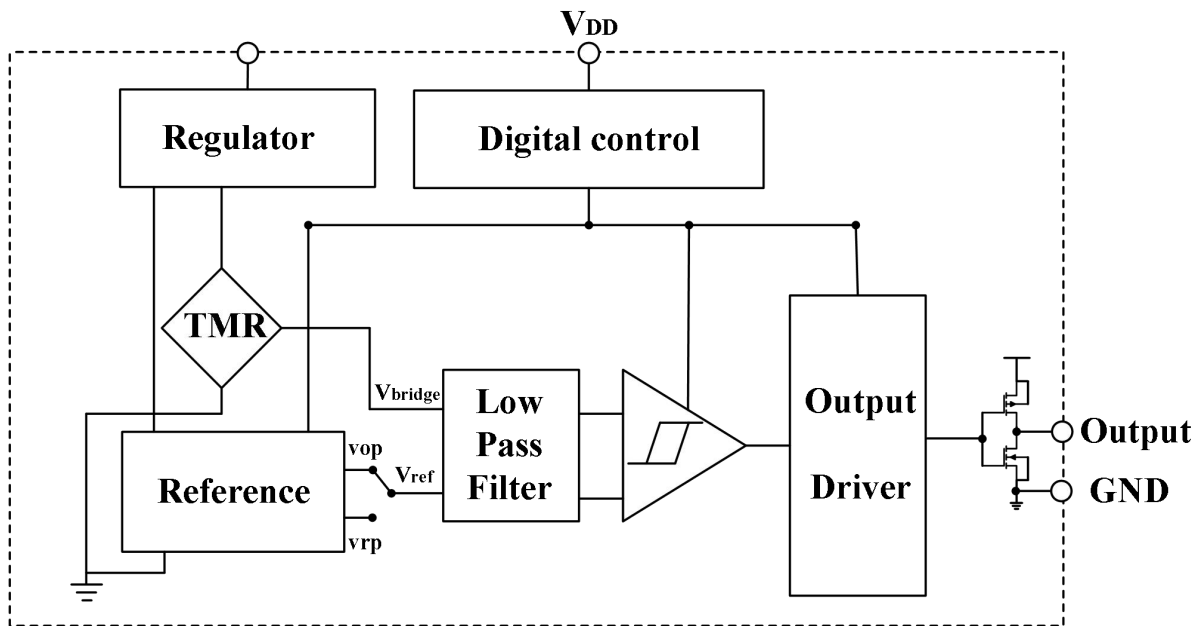 VDD
Regulator
Digital control
TMR
Vbridge
Low
Pass
Filter
Output
Driver
Output
GND
Reference
vop
Vref
vrp